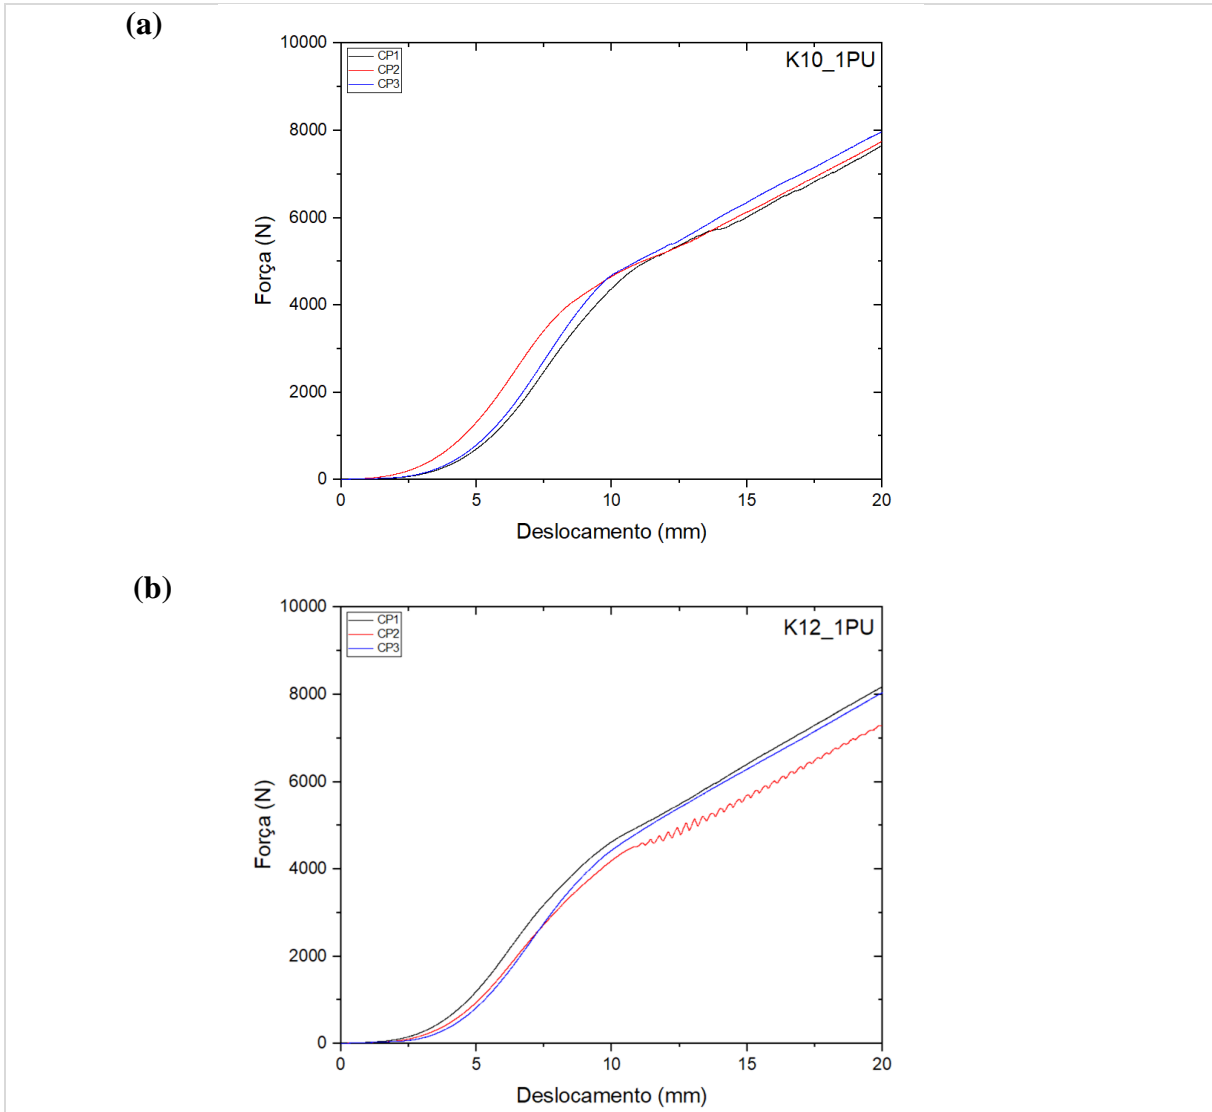 (a)
10000
8000
6000
4000
2000
0
Força (N)
CP1
CP2
CP3
K10_1PU
0 5 10 15 20
Deslocamento (mm)
(b)
10000
8000
6000
4000
2000
0
Força (N)
CP1
CP2
CP3
K12_1PU
0 5 10 15 20
Deslocamento (mm)